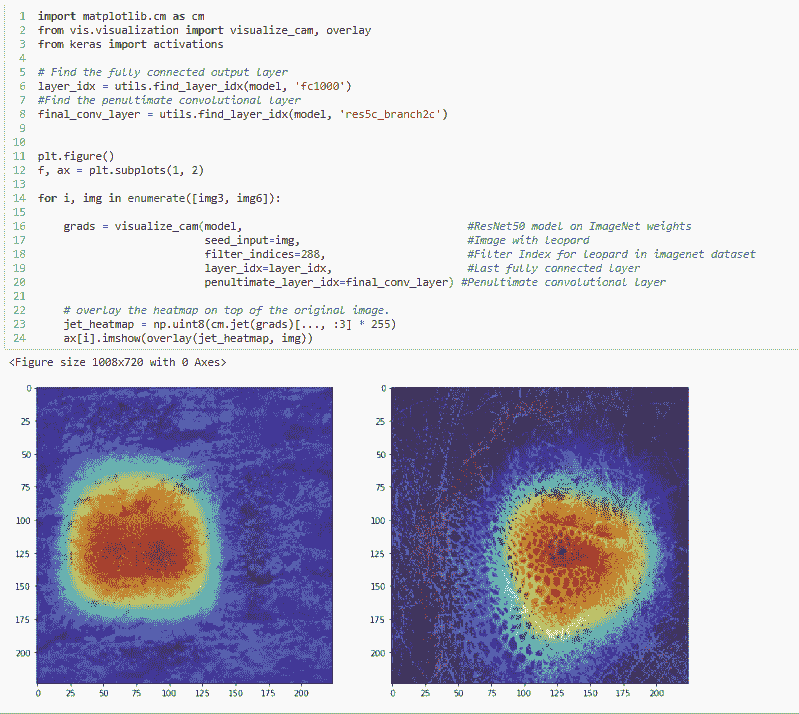 1 import matplotlib.cm as cm
2 from vis.visualization import visualize_cam, overlay
3 from keras import activations
4
5 # Find the fully connected output layer
6 layer_idx = utils.find_layer_idx(model, 'fc1000')
7 #Find the penultimate convolutional layer
8 final_conv_layer = utils.find_layer_idx(model, 'res5c_branch2c')
9
10
11 plt.figure()
12 f, ax = plt.subplots(1, 2)
13
14 for i, img in enumerate([img3, img6]):
15
16     grads = visualize_cam(model,                                  #ResNet50 model on ImageNet weights
17                           seed_input=img,                         #Image with leopard
18                           filter_indices=288,                     #Filter Index for leopard in imagenet dataset
19                           layer_idx=layer_idx,                    #Last fully connected layer
20                           penultimate_layer_idx=final_conv_layer) #Penultimate convolutional layer
21
22     # overlay the heatmap on top of the original image.
23     jet_heatmap = np.uint8(cm.jet(grads)[..., :3] * 255)
24     ax[i].imshow(overlay(jet_heatmap, img))
<Figure size 1008x720 with 0 Axes>
0
25
50
75
100
125
150
175
200
0 25 50 75 100 125 150 175 200
0
25
50
75
100
125
150
175
200
0 25 50 75 100 125 150 175 200